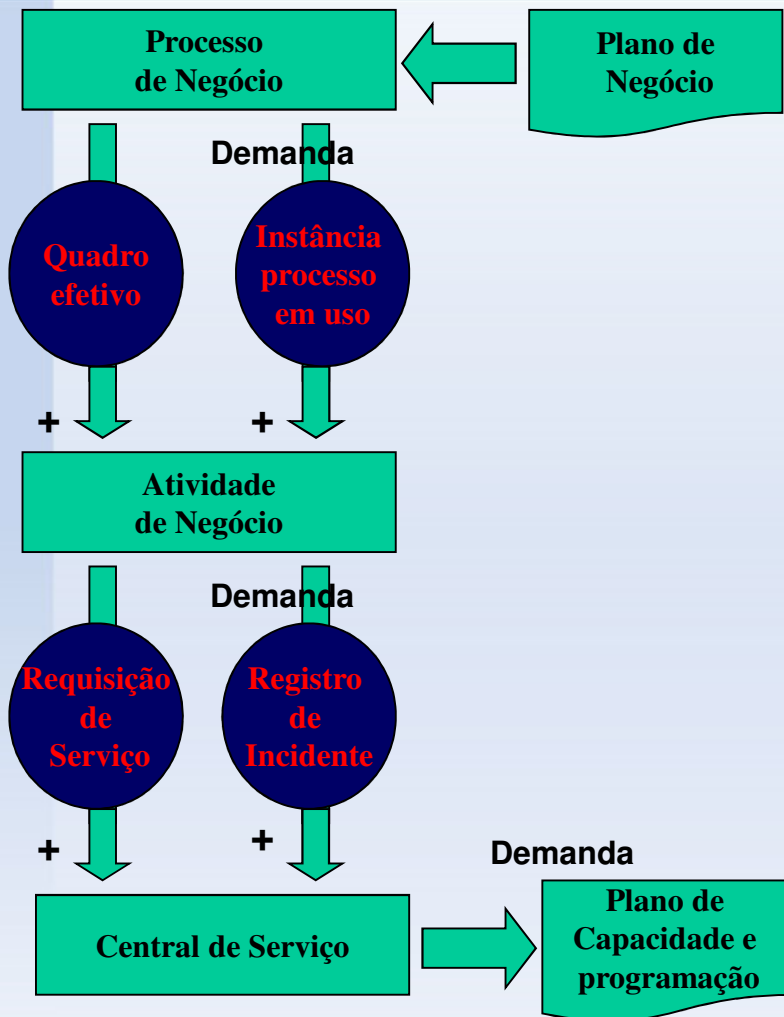 Processo
de Negócio
Plano de
Negócio
Demanda
Quadro
efetivo
Instância
processo
em uso
+
+
Atividade
de Negócio
Demanda
Requisição
de
Serviço
Registro
de
Incidente
+
+
Demanda
Central de Serviço
Plano de
Capacidade e
programação